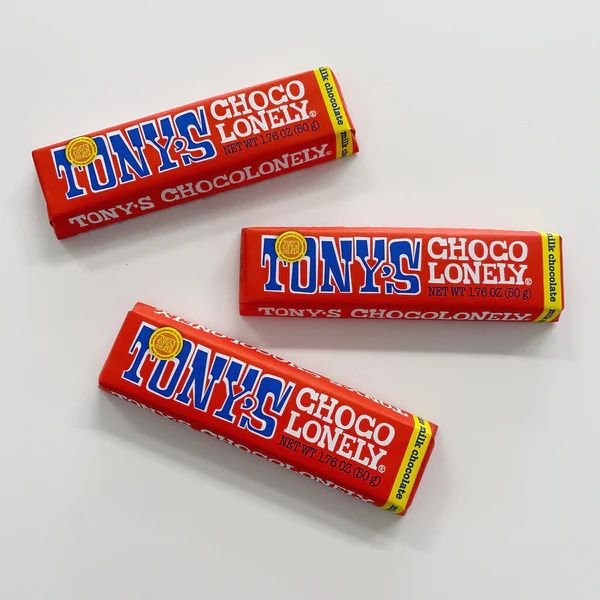 TONY'S
CHOCO
LONELY®
NET WT 1.76 OZ (50 g)
milk chocolate
TONY'S CHOCOLONELY®
TONY'S
CHOCO
LONELY®
NET WT 1.76 OZ (50 g)
milk chocolate
TONY'S CHOCOLONELY®
TONY'S
CHOCO
LONELY®
NET WT 1.76 OZ (50 g)
milk chocolate
TONY'S CHOCOLONELY